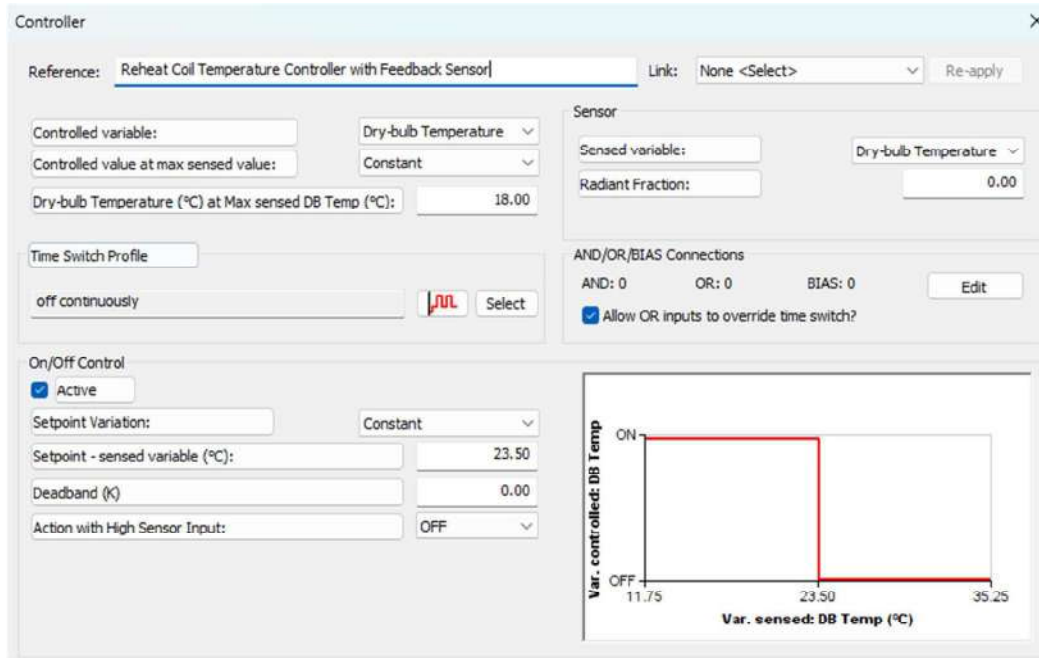 Controller
Reference: Reheat Coil Temperature Controller with Feedback Sensor Link: None <Select> Re-apply
Controlled variable: Dry-bulb Temperature
Controlled value at max sensed value: Constant
Dry-bulb Temperature (°C) at Max sensed DB Temp (°C): 18.00
Sensor
Sensed variable: Dry-bulb Temperature
Radiant Fraction: 0.00
Time Switch Profile
off continuously Select
AND/OR/BIAS Connections
AND: 0 OR: 0 BIAS: 0 Edit
Allow OR inputs to override time switch?
On/Off Control
Active
Setpoint Variation: Constant
Setpoint - sensed variable (°C): 23.50
Deadband (K) 0.00
Action with High Sensor Input: OFF
Var. controlled: DB Temp
ON
OFF
11.75 23.50 35.25
Var. sensed: DB Temp (°C)